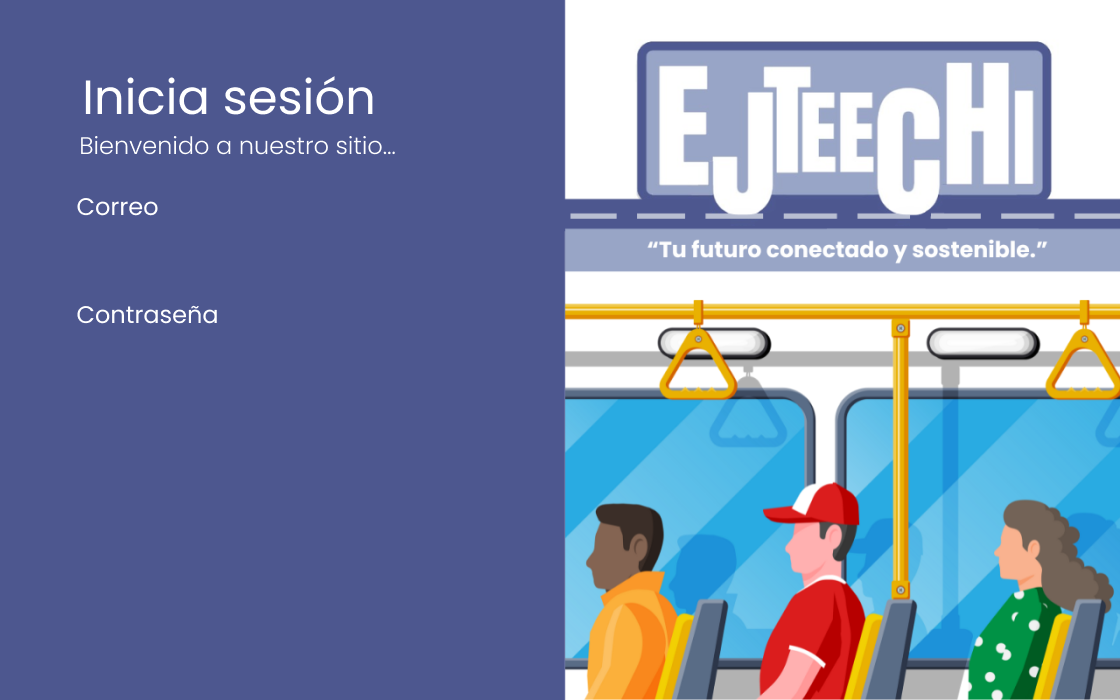 Inicia sesión
Bienvenido a nuestro sitio...
Correo
Contraseña
EJTEECHI
“Tu futuro conectado y sostenible.”